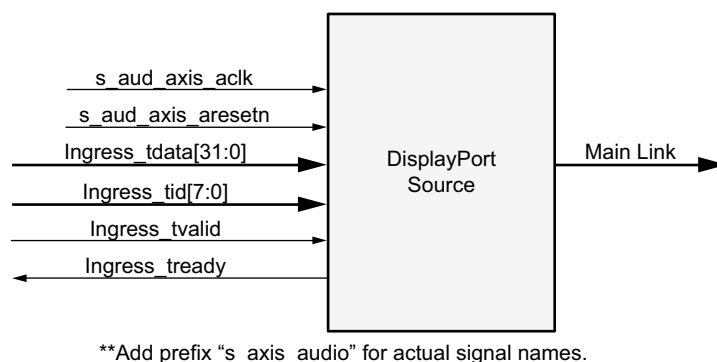 s_aud_axis_aclk
s_aud_axis_aresetn
Ingress_tdata[31:0]
Ingress_tid[7:0]
Ingress_tvalid
Ingress_tready
DisplayPort
Source
Main Link
**Add prefix “s_axis_audio” for actual signal names.